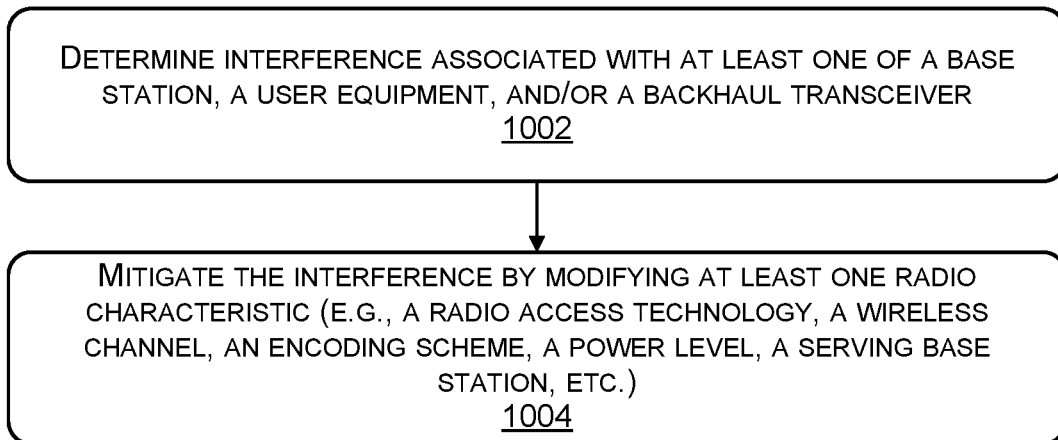 DETERMINE INTERFERENCE ASSOCIATED WITH AT LEAST ONE OF A BASE
STATION, A USER EQUIPMENT, AND/OR A BACKHAUL TRANSCEIVER
1002
MITIGATE THE INTERFERENCE BY MODIFYING AT LEAST ONE RADIO
CHARACTERISTIC (E.G., A RADIO ACCESS TECHNOLOGY, A WIRELESS
CHANNEL, AN ENCODING SCHEME, A POWER LEVEL, A SERVING BASE
STATION, ETC.)
1004